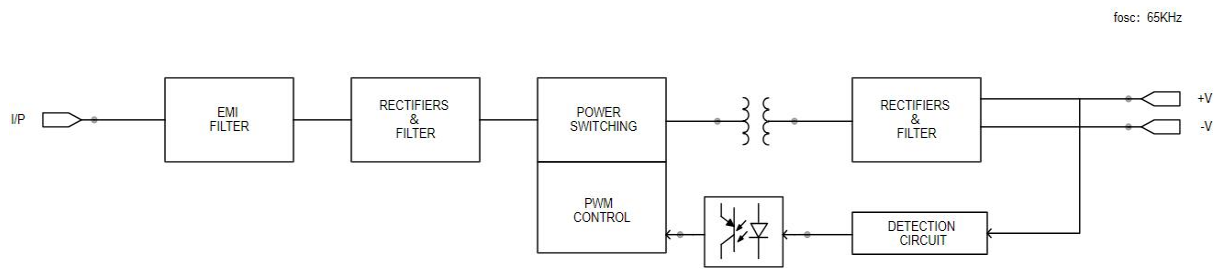 fosc: 65KHz
I/P
EMI
FILTER
RECTIFIERS
&
FILTER
POWER
SWITCHING
RECTIFIERS
&
FILTER
+V
-V
PWM
CONTROL
DETECTION
CIRCUIT